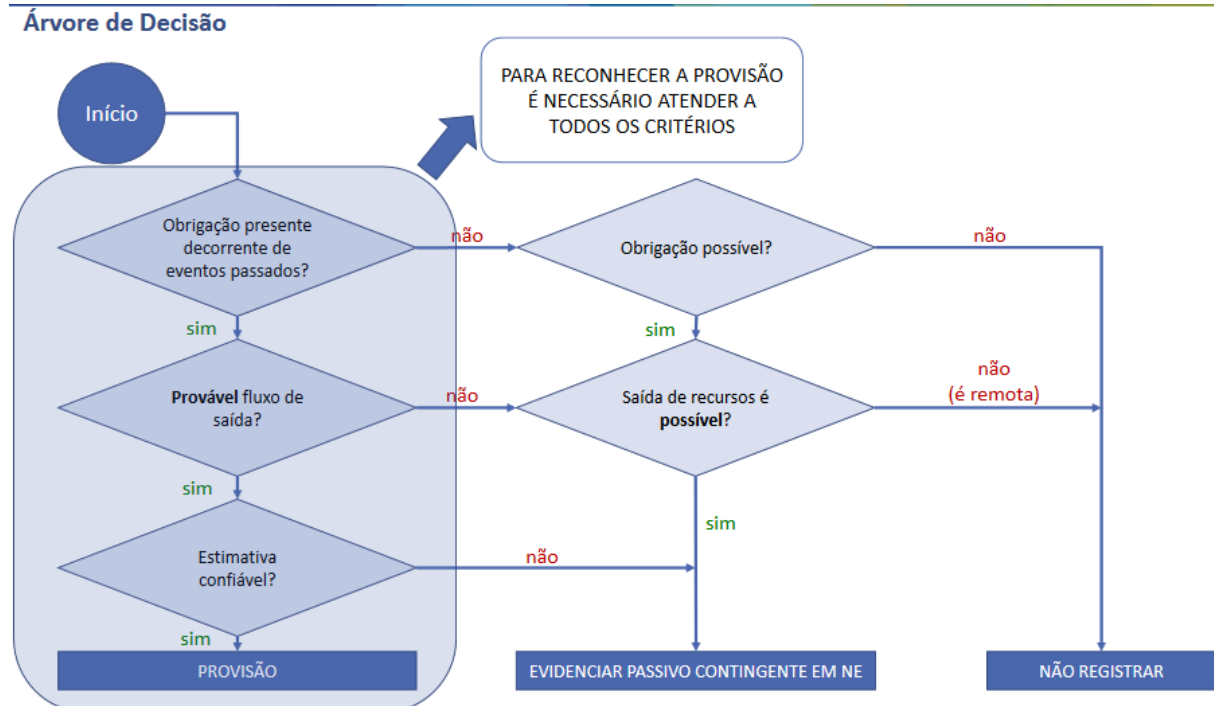 Árvore de Decisão
Início
PARA RECONHECER A PROVISÃO
É NECESSÁRIO ATENDER A
TODOS OS CRITÉRIOS
Obrigação presente
decorrente de
eventos passados?
não
Obrigação possível?
não
sim
sim
Provável fluxo de
saída?
não
Saída de recursos é
possível?
não
(é remota)
sim
sim
Estimativa
confiável?
não
sim
PROVISÃO
EVIDENCIAR PASSIVO CONTINGENTE EM NE
NÃO REGISTRAR